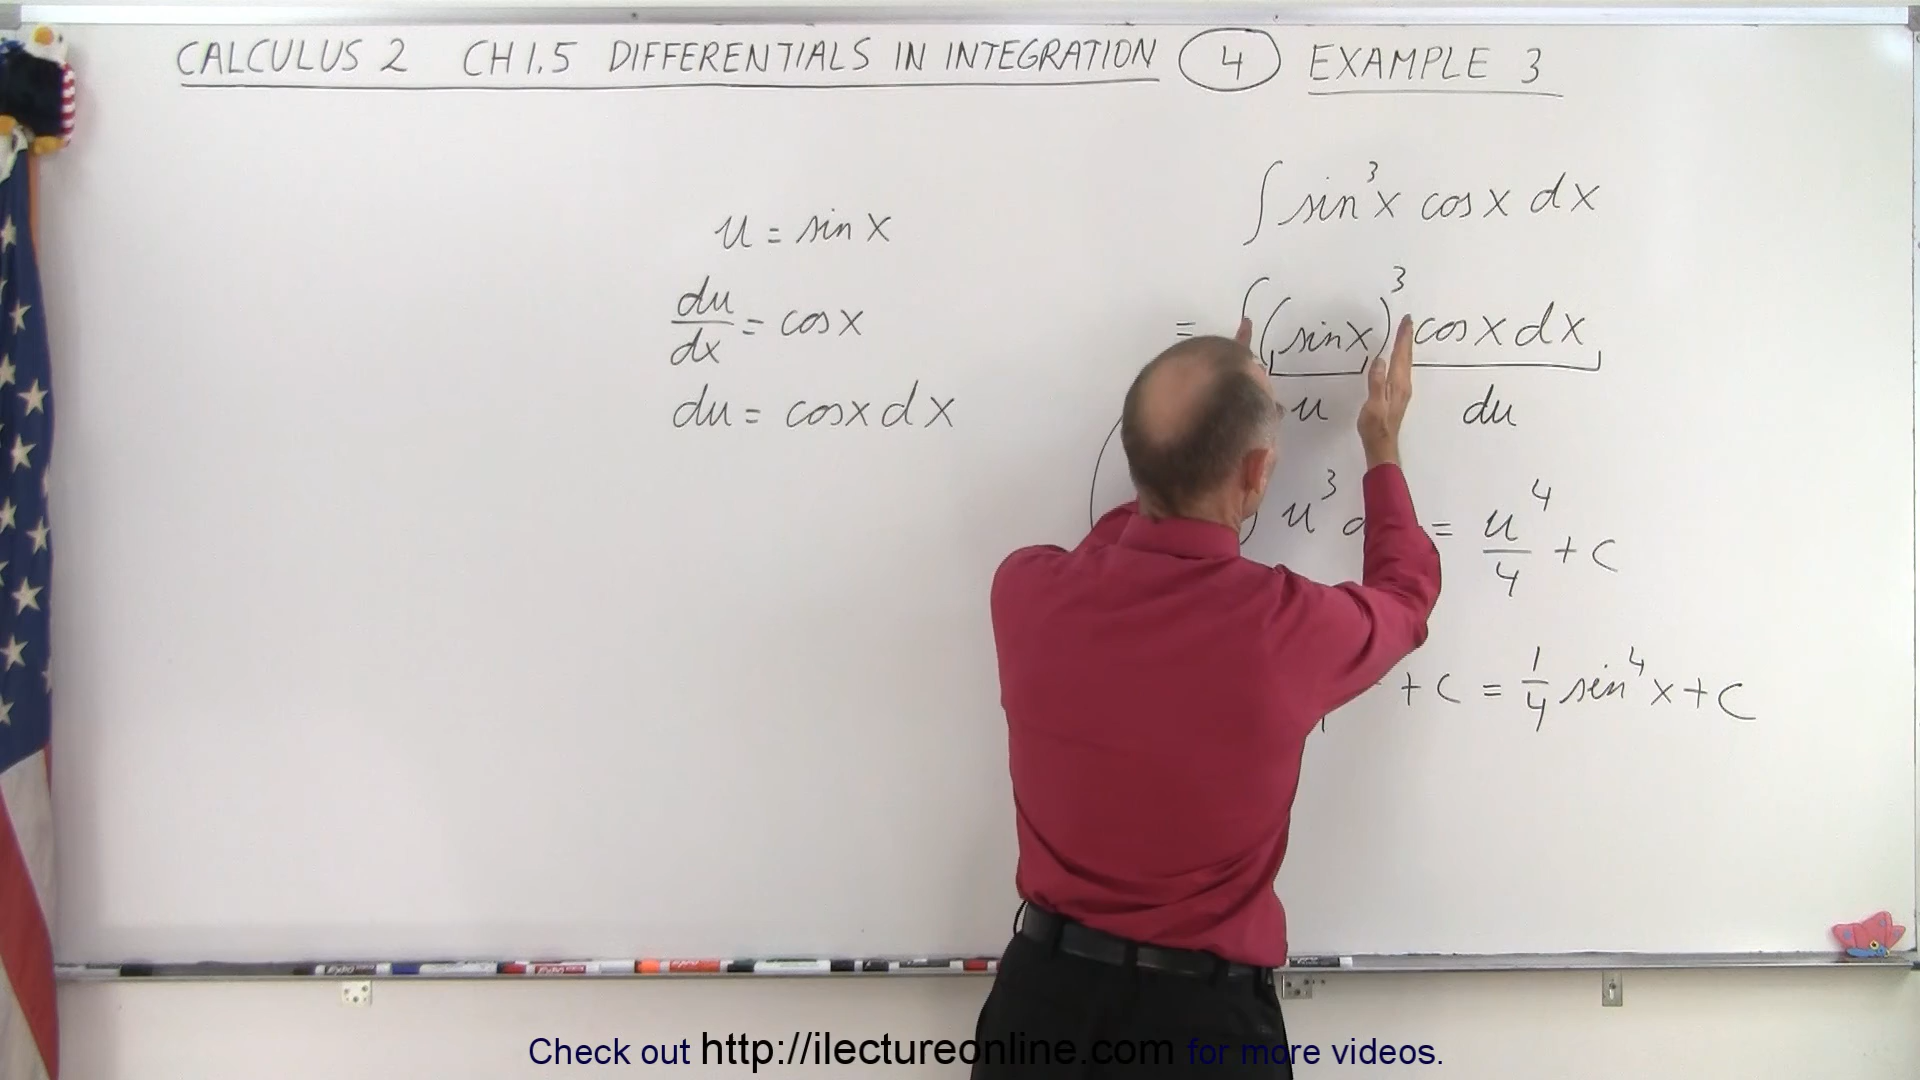 CALCULUS 2 CH 1.5 DIFFERENTIALS IN INTEGRATION 4 EXAMPLE 3
u = sin x
du/dx = cos x
du = cos x dx
∫ sin³x cos x dx
= ∫ (sin x)³ cos x dx
u du
u³ = u⁴/4 + C
+ C = 1/4 sin⁴x + C
Check out http://ilectureonline.com for more videos.